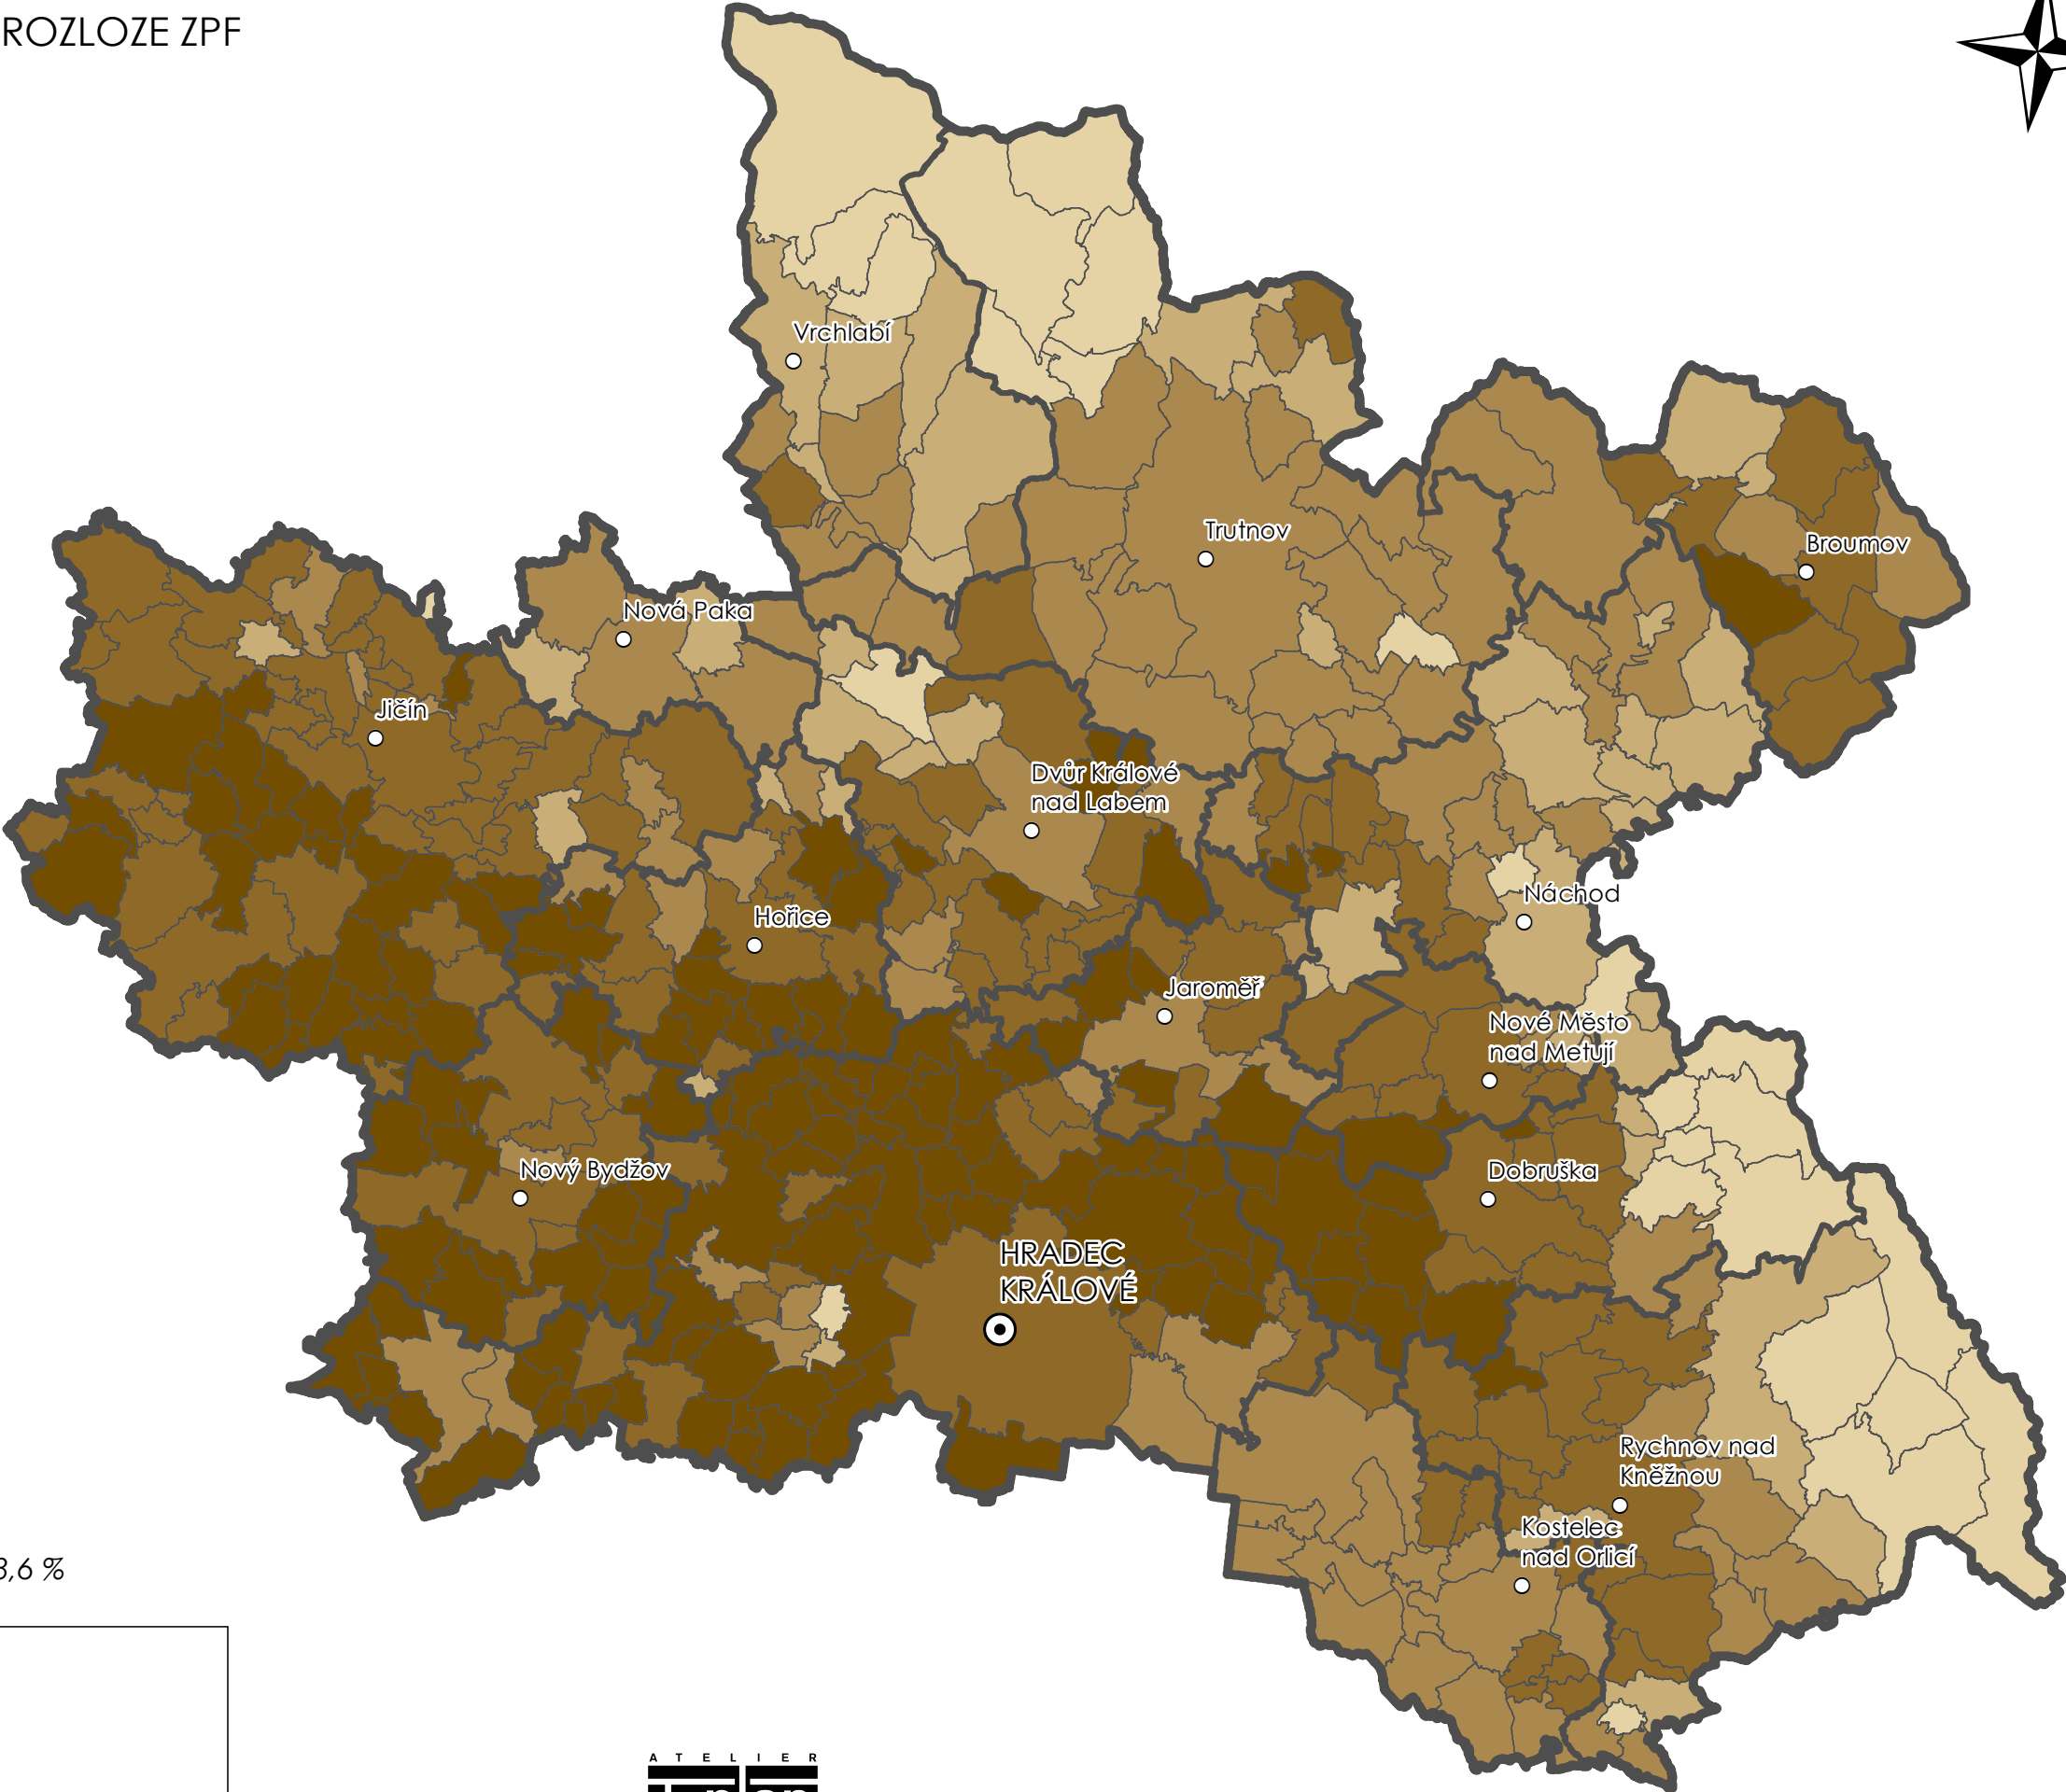 ROZLOZE ZPF
Vrchlabí
Trutnov
Broumov
Nová Paka
Jičín
Dvůr Králové
nad Labem
Náchod
Hořice
Jaroměř
Nové Město
nad Metují
Nový Bydžov
Dobruška
HRADEC
KRÁLOVÉ
Rychnov nad
Kněžnou
Kostelec
nad Orlicí
3,6 %
ATELIER